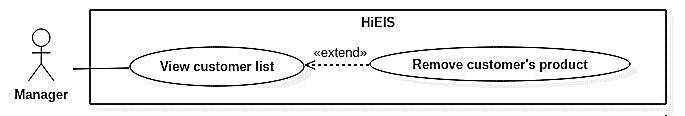 HiEIS
«extend»
View customer list
Remove customer's product
Manager